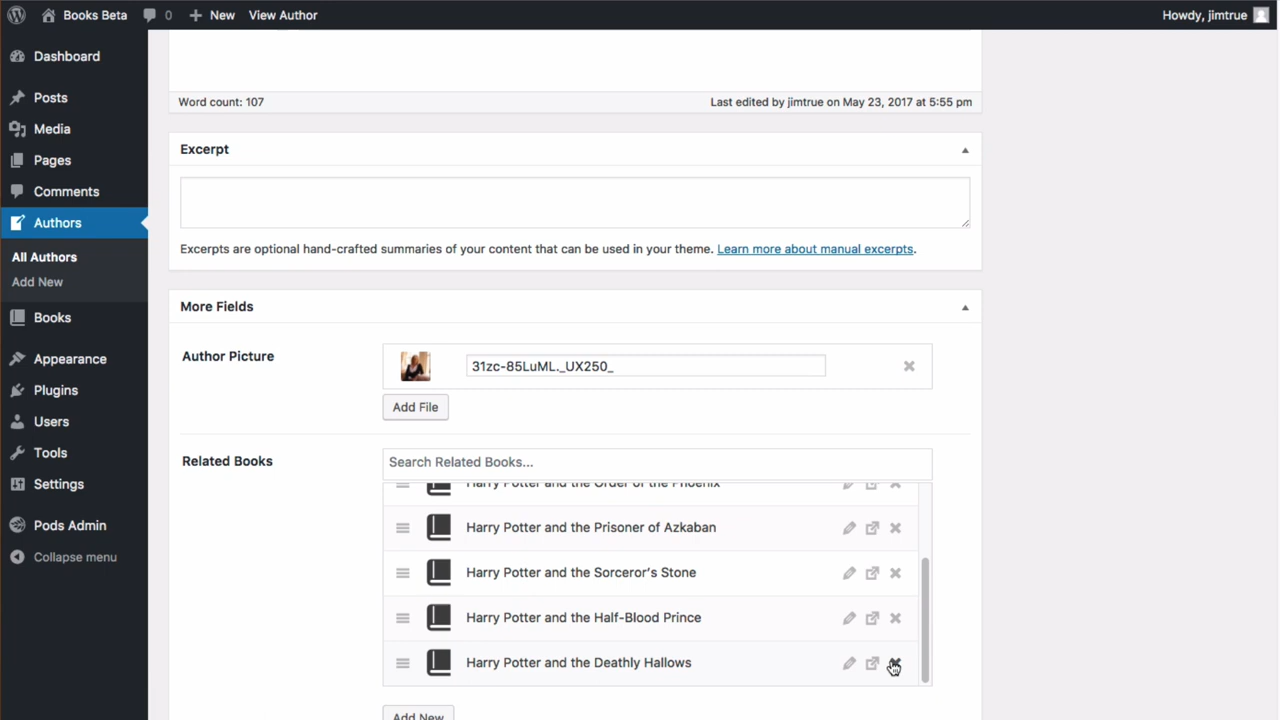 Books Beta 0 New View Author Howdy, jimtrue
Dashboard
Posts
Media
Pages
Comments
Authors
All Authors
Add New
Books
Appearance
Plugins
Users
Tools
Settings
Pods Admin
Collapse menu
Word count: 107 Last edited by jimtrue on May 23, 2017 at 5:55 pm
Excerpt
Excerpts are optional hand-crafted summaries of your content that can be used in your theme. Learn more about manual excerpts.
More Fields
Author Picture
31zc-85LuML._UX250_
Add File
Related Books
Search Related Books...
Harry Potter and the Order of the Phoenix
Harry Potter and the Prisoner of Azkaban
Harry Potter and the Sorceror's Stone
Harry Potter and the Half-Blood Prince
Harry Potter and the Deathly Hallows
Add New